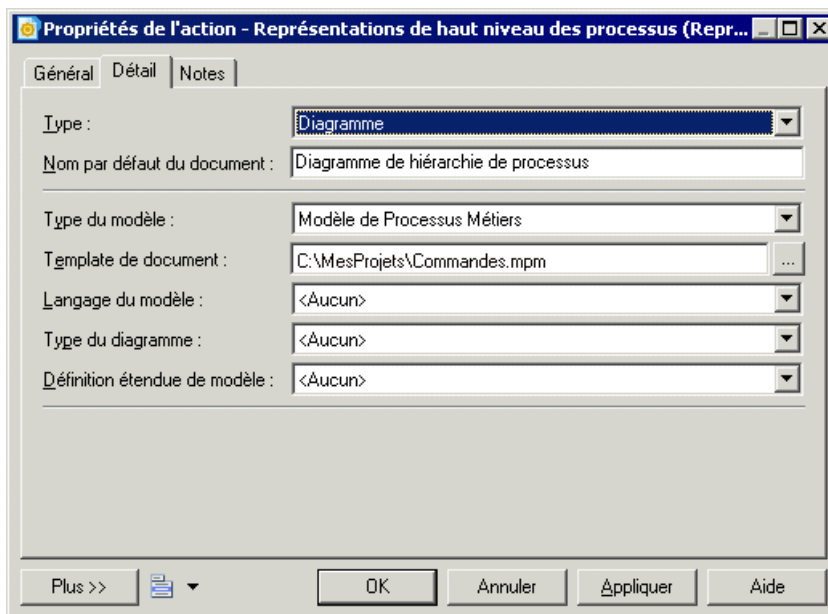 Propriétés de l'action - Représentations de haut niveau des processus (Repr...
Général Détail Notes
Type : Diagramme
Nom par défaut du document : Diagramme de hiérarchie de processus
Type du modèle : Modèle de Processus Métiers
Template de document : C:\MesProjets\Commandes.mpm ...
Langage du modèle : <Aucun>
Type du diagramme : <Aucun>
Définition étendue de modèle : <Aucun>
Plus >> OK Annuler Appliquer Aide